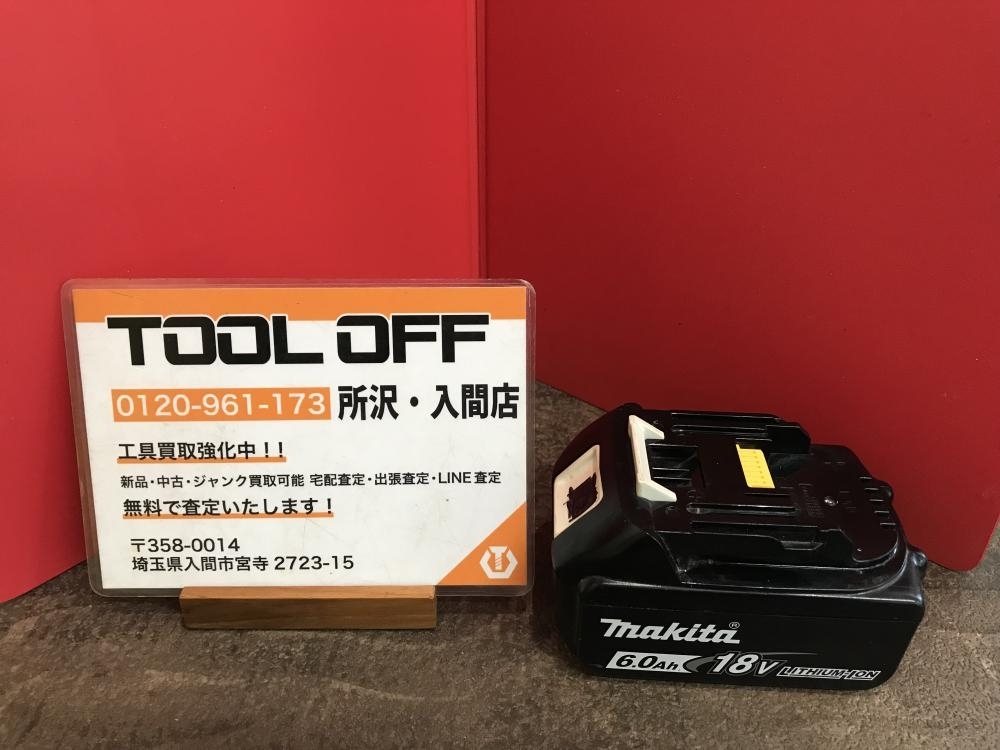 TOOL OFF
0120-961-173 所沢・入間店
工具買取強化中！！
新品・中古・ジャンク買取可能 宅配査定・出張査定・LINE査定
無料で査定いたします！
〒358-0014
埼玉県入間市宮寺 2723-15
makita®
6.0Ah 18V LITHIUM-ION